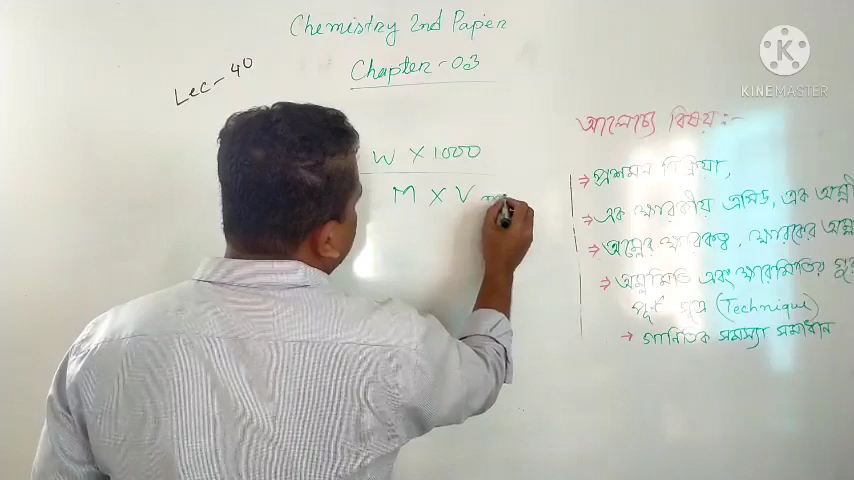 Chemistry 2nd Paper
Chapter-03
Lec-40
W X 1000
M X V
KINEMASTER
আলোচ্য বিষয় :-
⇒ প্রশমন বিক্রিয়া,
⇒ এক ক্ষারকীয় এসিড, এক অম্লী
⇒ অম্লের ক্ষারকত্ব, ক্ষারকের অম্ল
⇒ অম্লমিতি এবং ক্ষারমিতির
সূত্র (Technique)
→ গাণিতিক সমস্যা সমাধান